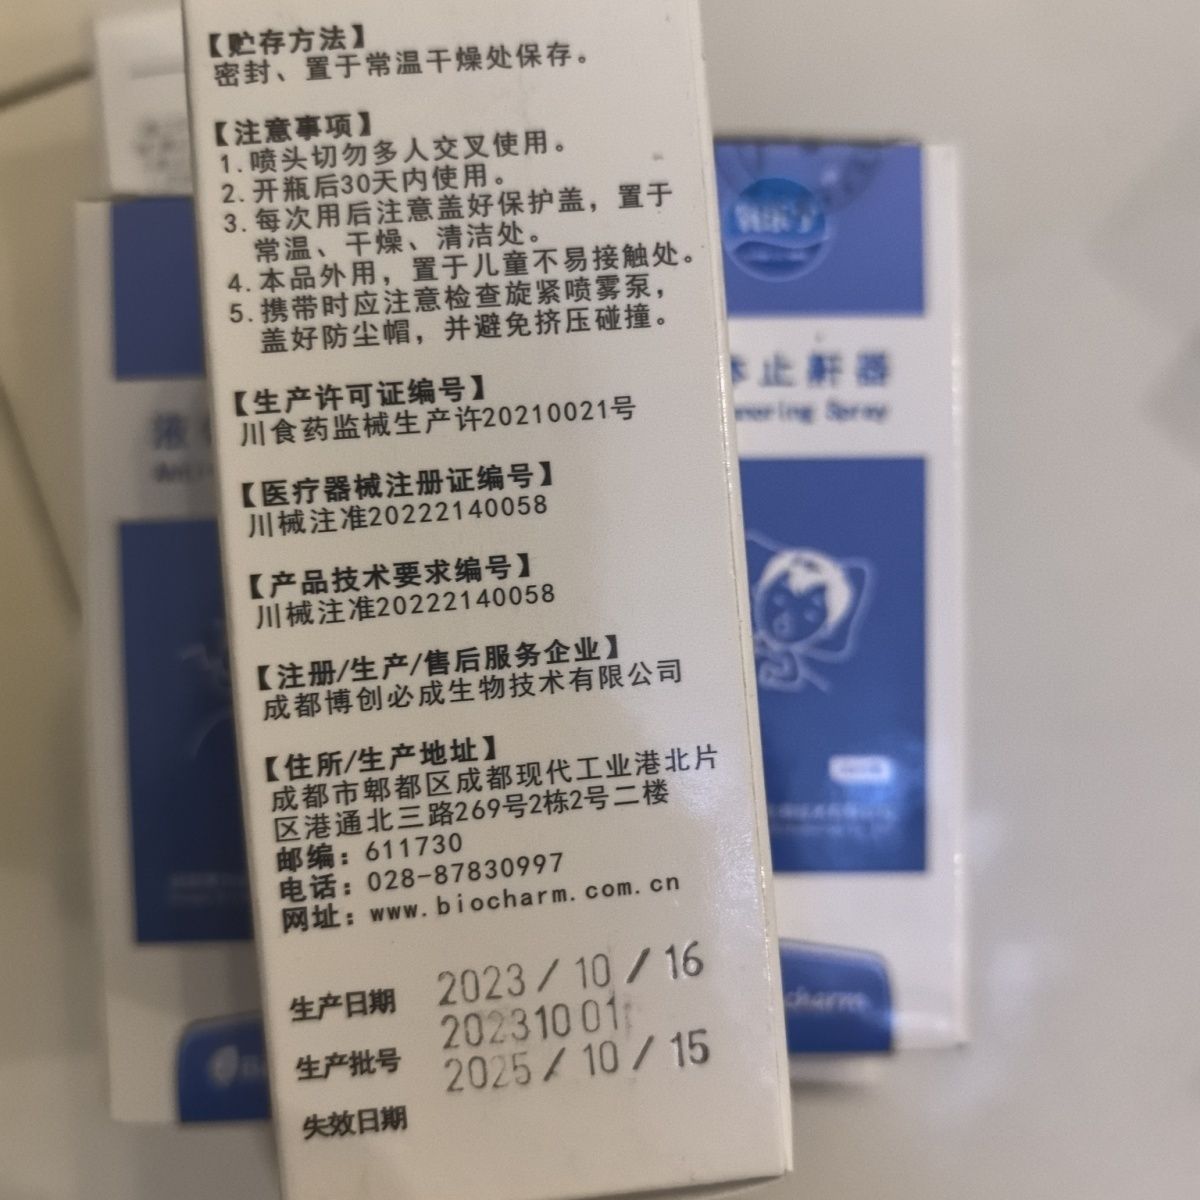 【贮存方法】
密封、置于常温干燥处保存。
【注意事项】
1.喷头切勿多人交叉使用。
2.开瓶后30天内使用。
3.每次用后注意盖好保护盖，置于
常温、干燥、清洁处。
4.本品外用，置于儿童不易接触处。
5.携带时应注意检查旋紧喷雾泵，
盖好防尘帽，并避免挤压碰撞。
【生产许可证编号】
川食药监械生产许20210021号
【医疗器械注册证编号】
川械注准20222140058
【产品技术要求编号】
川械注准20222140058
【注册/生产/售后服务企业】
成都博创必成生物技术有限公司
【住所/生产地址】
成都市郫都区成都现代工业港北片
区港通北三路269号2栋2号二楼
邮编：611730
电话：028-87830997
网址：www.biocharm.com.cn
生产日期 2023/10/16
生产批号 20231001
失效日期 2025/10/15
体止鼾器
noring Spray
charm